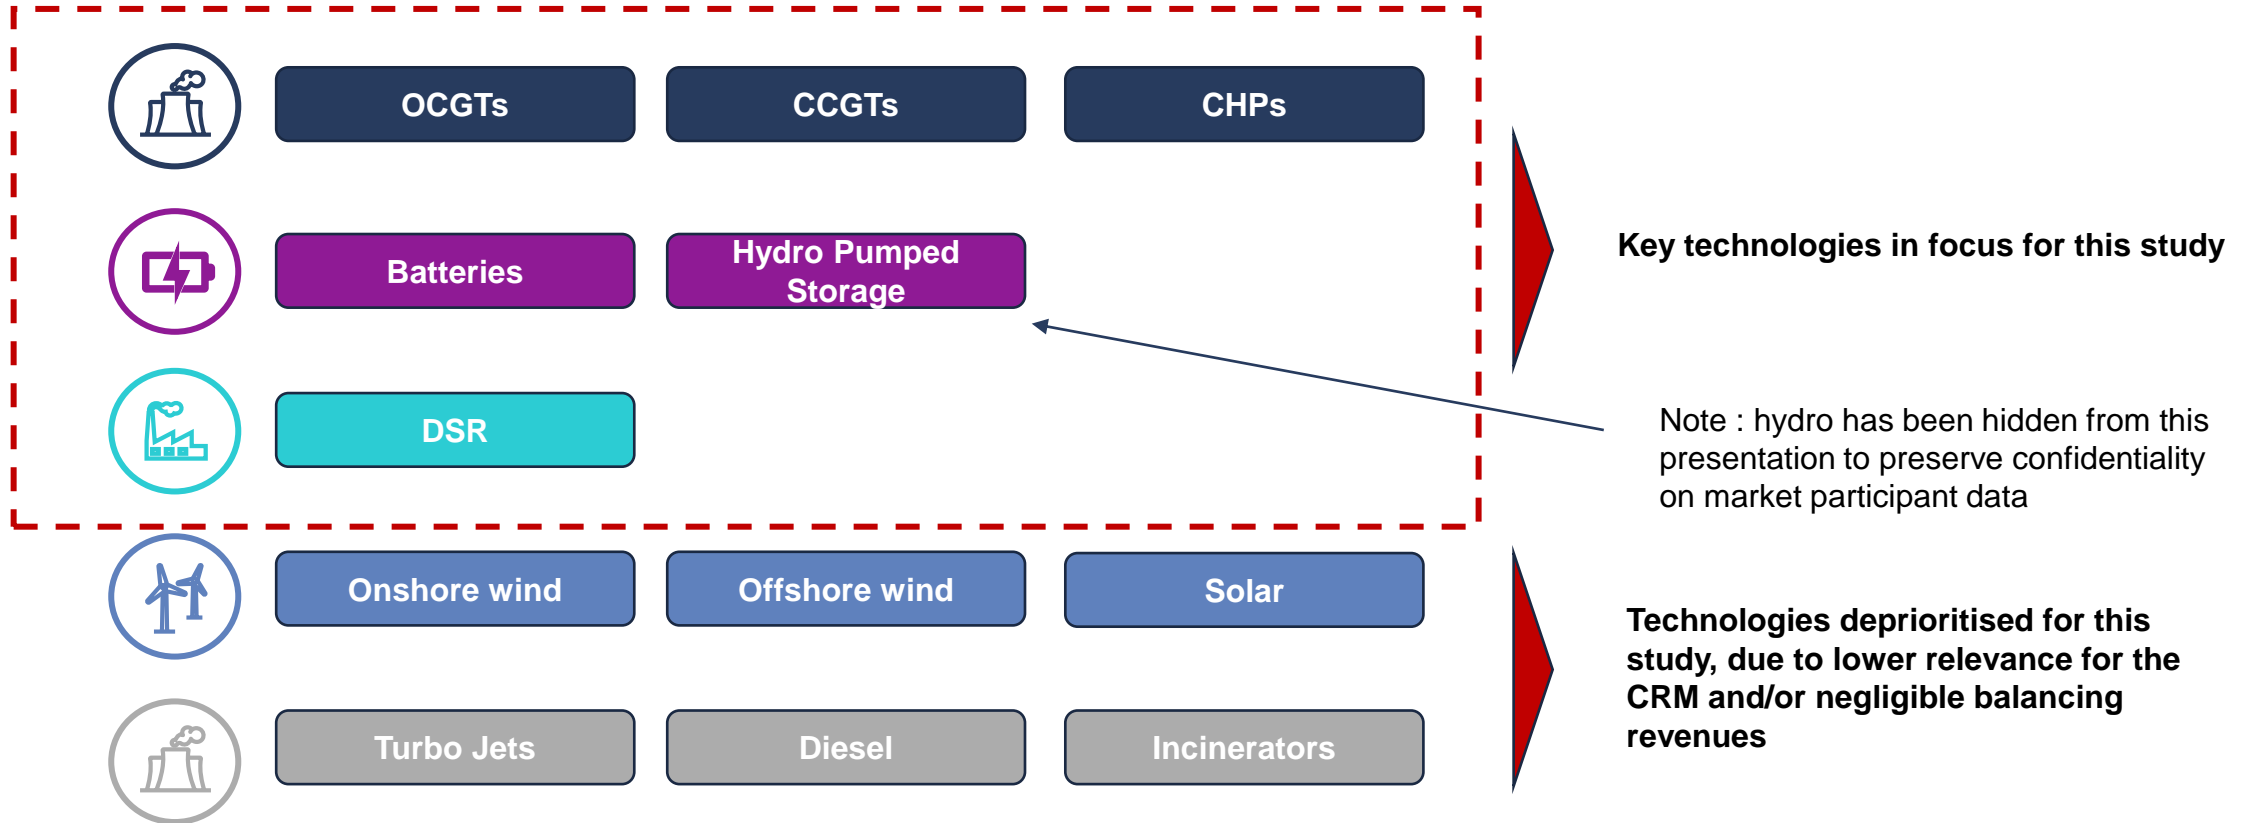 OCGTs
CCGTs
CHPs
Batteries
Hydro Pumped
Storage
DSR
Key technologies in focus for this study
Note : hydro has been hidden from this
presentation to preserve confidentiality
on market participant data
Onshore wind
Offshore wind
Solar
Turbo Jets
Diesel
Incinerators
Technologies deprioritised for this
study, due to lower relevance for the
CRM and/or negligible balancing
revenues